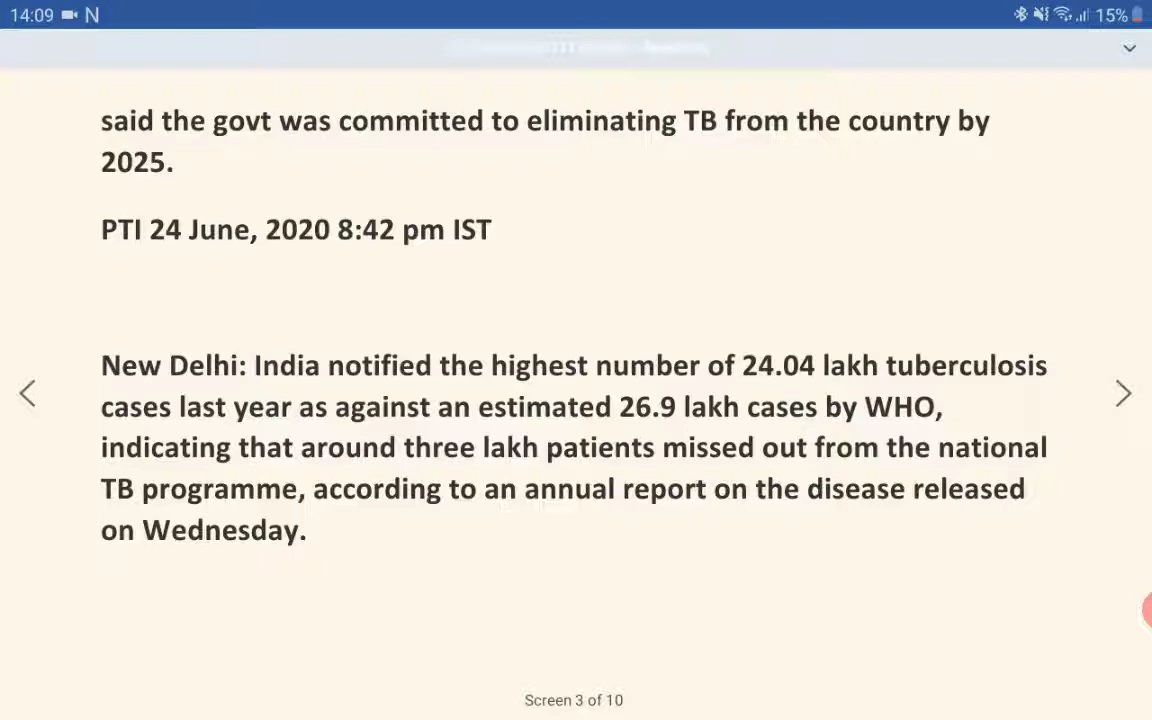 14:09 N 15%
said the govt was committed to eliminating TB from the country by
2025.
PTI 24 June, 2020 8:42 pm IST
New Delhi: India notified the highest number of 24.04 lakh tuberculosis
cases last year as against an estimated 26.9 lakh cases by WHO,
indicating that around three lakh patients missed out from the national
TB programme, according to an annual report on the disease released
on Wednesday.
Screen 3 of 10